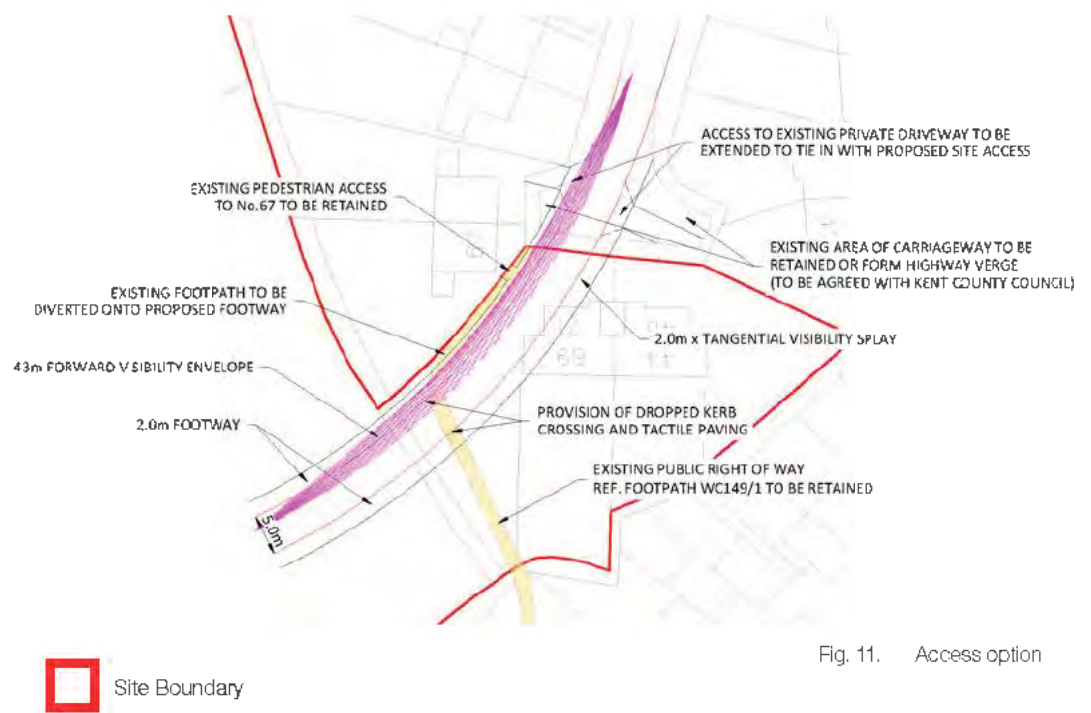 ACCESS TO EXISTING PRIVATE DRIVEWAY TO BE
EXTENDED TO TIE IN WITH PROPOSED SITE ACCESS
EXISTING PEDESTRIAN ACCESS
TO No.67 TO BE RETAINED
EXISTING AREA OF CARRIAGEWAY TO BE
RETAINED OR FORM HIGHWAY VERGE
(TO BE AGREED WITH KENT COUNTY COUNCIL)
EXISTING FOOTPATH TO BE
DIVERTED ONTO PROPOSED FOOTWAY
2.0m x TANGENTIAL VISIBILITY SPLAY
69
43m FORWARD VISIBILITY ENVELOPE
PROVISION OF DROPPED KERB
CROSSING AND TACTILE PAVING
2.0m FOOTWAY
EXISTING PUBLIC RIGHT OF WAY
REF. FOOTPATH WC149/1 TO BE RETAINED
5.0m
Fig. 11. Access option
Site Boundary